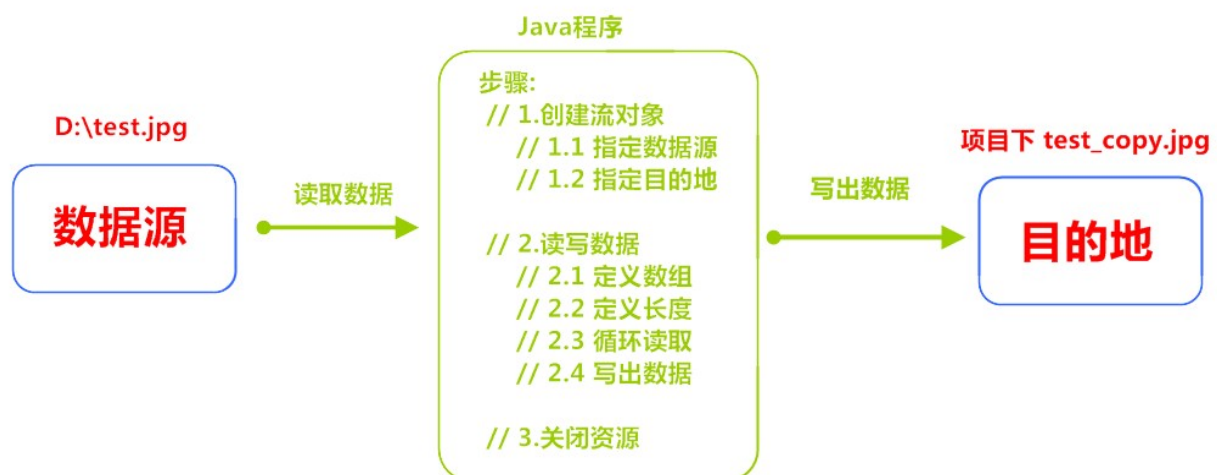 Java程序
D:\test.jpg
数据源
读取数据
步骤:
// 1.创建流对象
// 1.1 指定数据源
// 1.2 指定目的地
// 2.读写数据
// 2.1 定义数组
// 2.2 定义长度
// 2.3 循环读取
// 2.4 写出数据
// 3.关闭资源
写出数据
项目下 test_copy.jpg
目的地